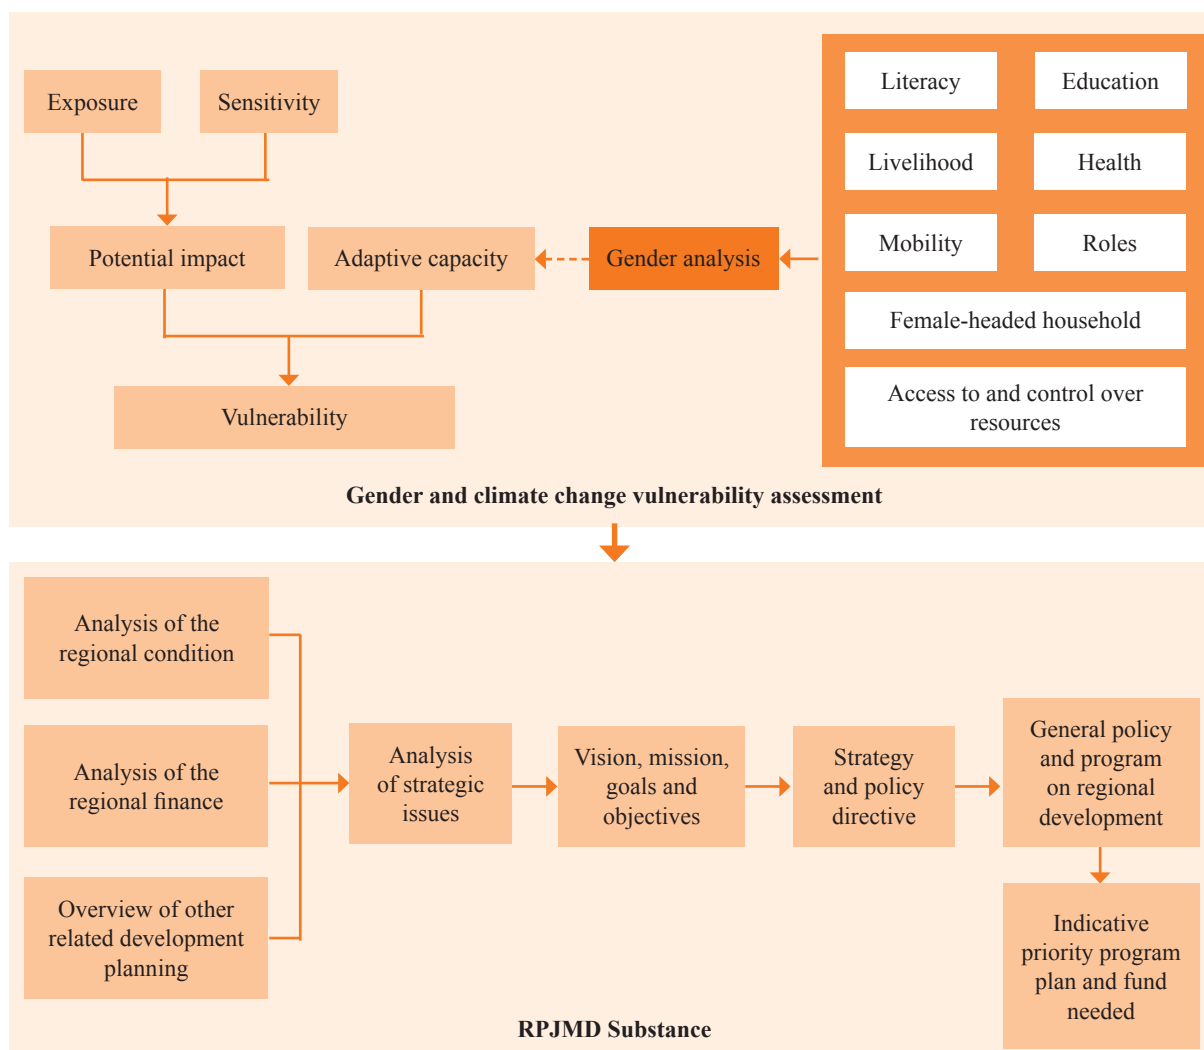 Exposure
Sensitivity
Literacy
Education
Livelihood
Health
Mobility
Roles
Potential impact
Adaptive capacity
Gender analysis
Female-headed household
Access to and control over
resources
Vulnerability
Gender and climate change vulnerability assessment
Analysis of the
regional condition
Analysis of the
regional finance
Overview of other
related development
planning
Analysis
of strategic
issues
Vision, mission,
goals and
objectives
Strategy
and policy
directive
General policy
and program
on regional
development
Indicative
priority program
plan and fund
needed
RPJMD Substance